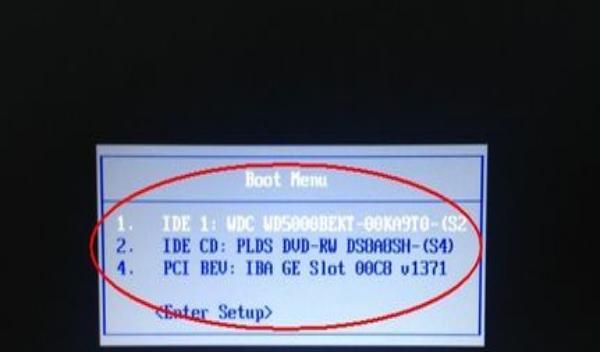 Boot Menu
1. IDE 1: WDC WD5000BEKT-00KA9T0-(S2
2. IDE CD: PLDS DVD-RW DS8A8SH-(S4)
4. PCI BEV: IBA GE Slot 00C8 v1371
<Enter Setup>